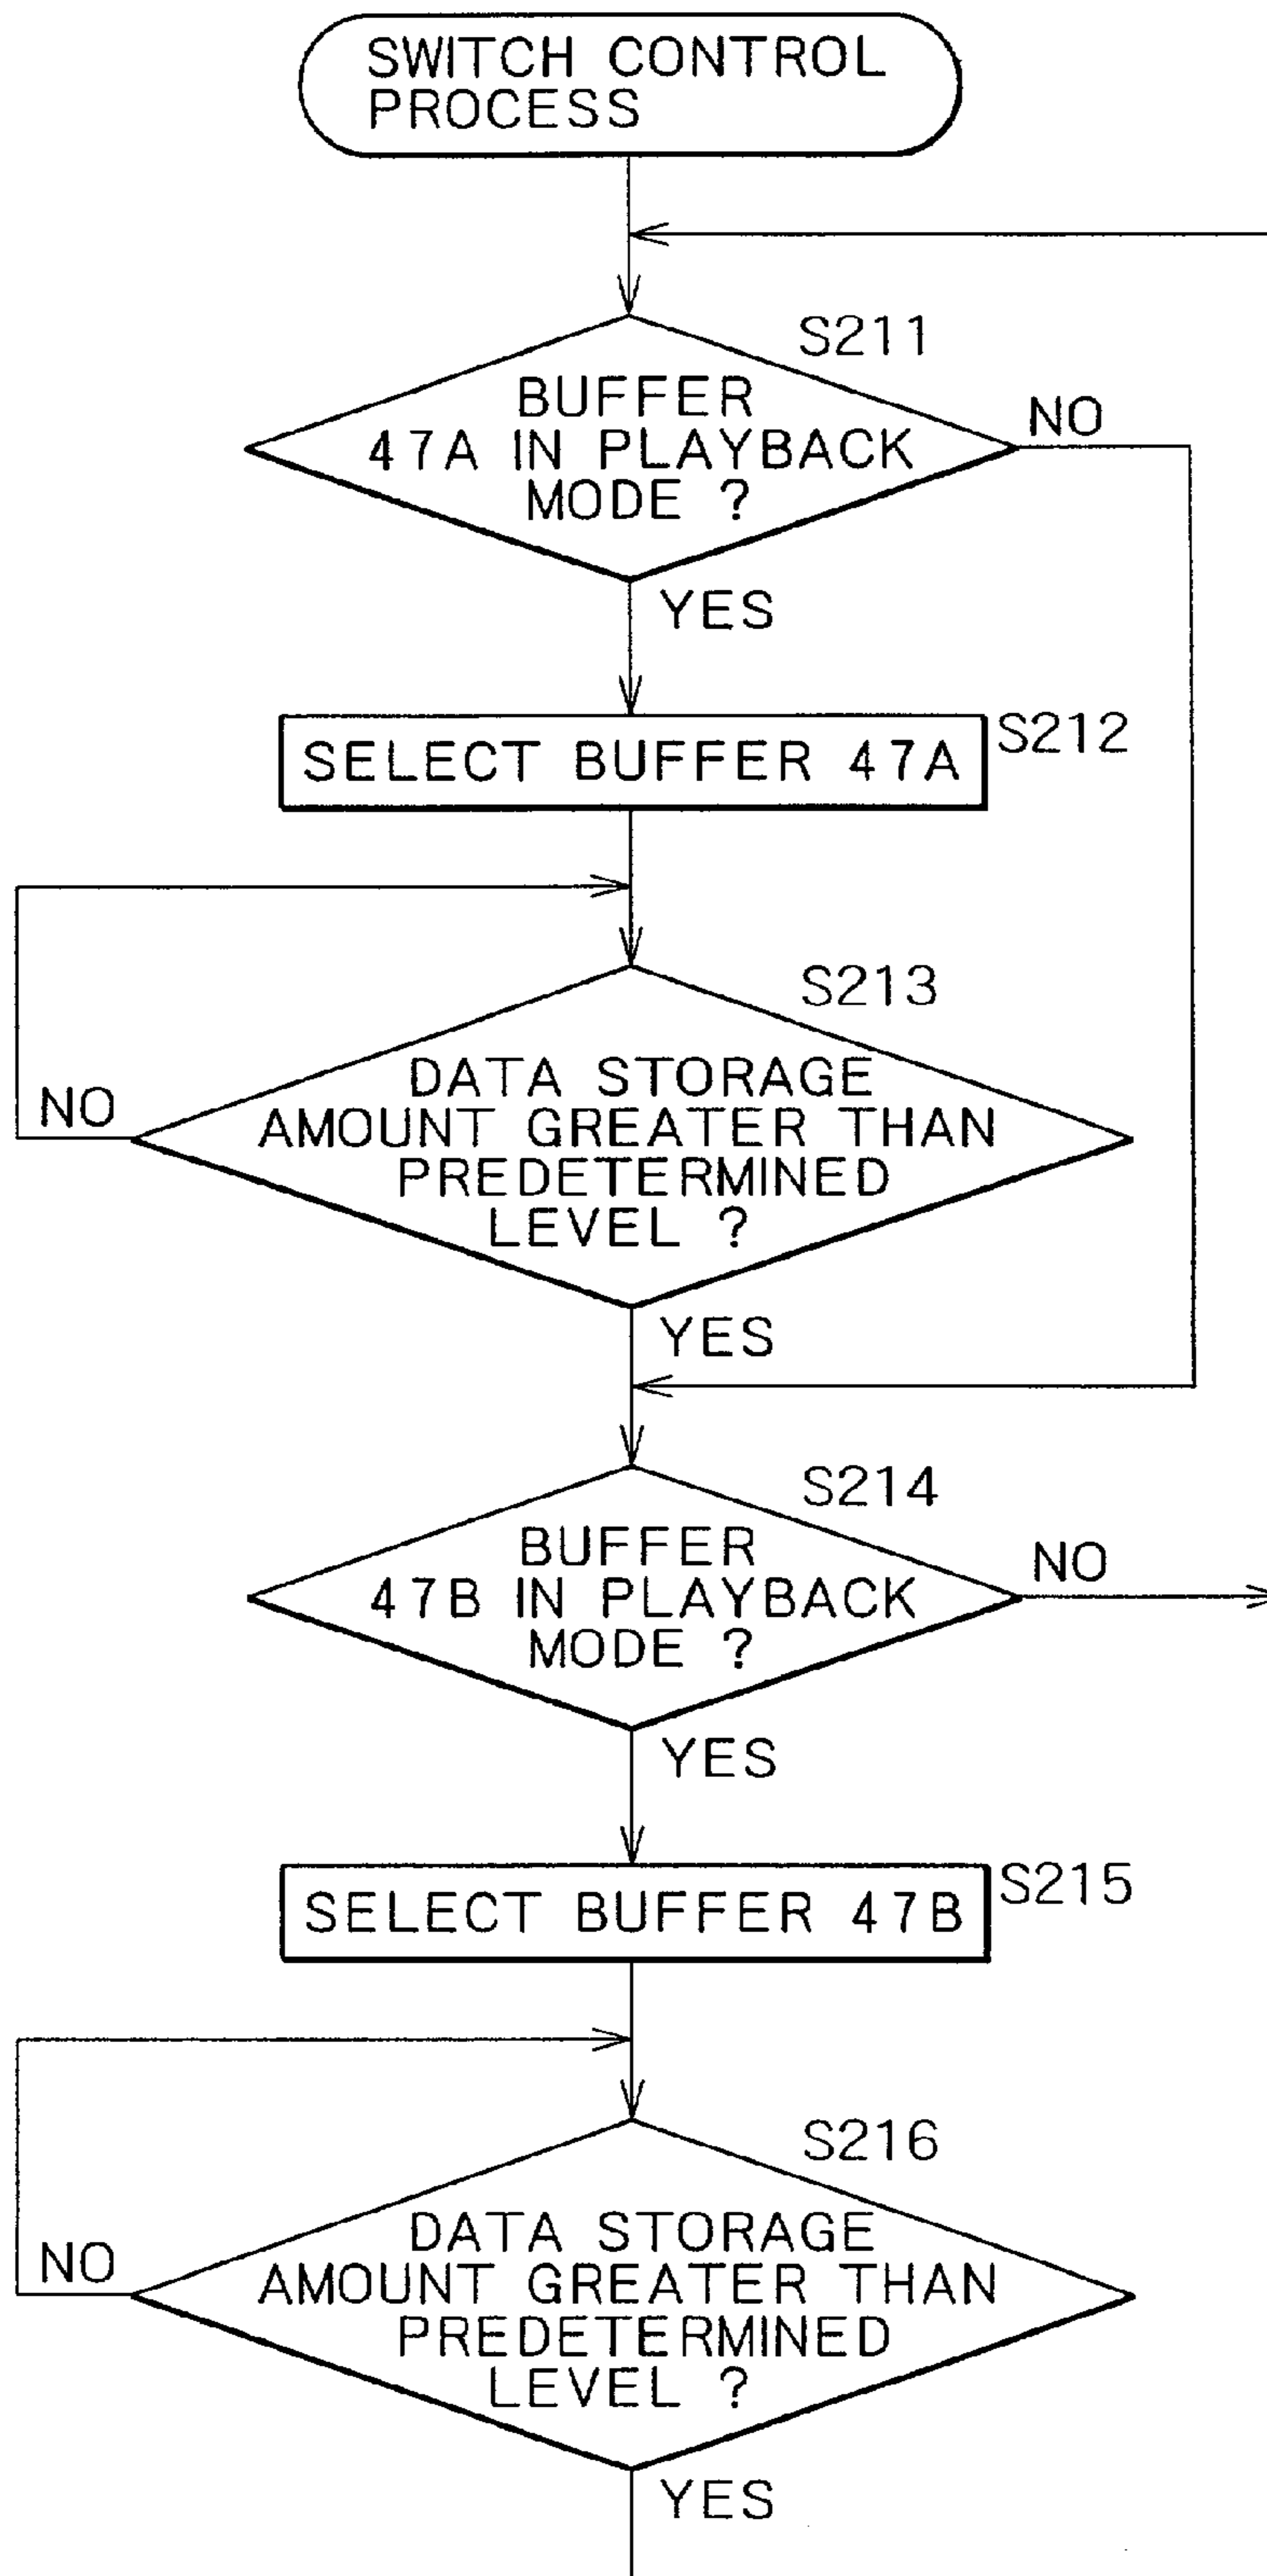 SWITCH CONTROL
PROCESS
S211
BUFFER
47A IN PLAYBACK
MODE ?
NO
YES
S212
SELECT BUFFER 47A
S213
DATA STORAGE
AMOUNT GREATER THAN
PREDETERMINED
LEVEL ?
NO
YES
S214
BUFFER
47B IN PLAYBACK
MODE ?
NO
YES
S215
SELECT BUFFER 47B
S216
DATA STORAGE
AMOUNT GREATER THAN
PREDETERMINED
LEVEL ?
NO
YES